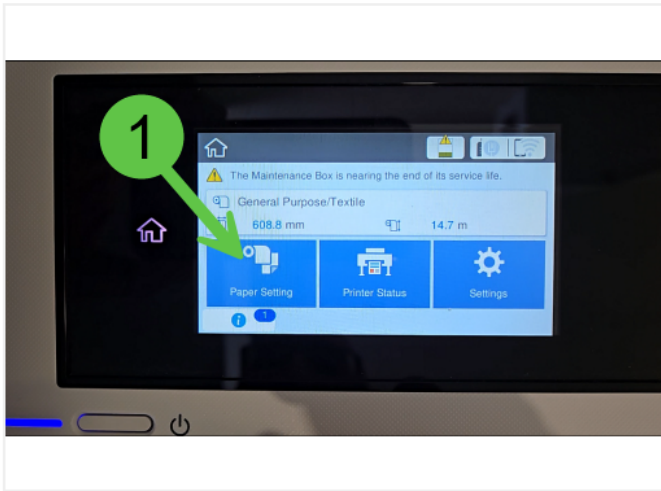 1
The Maintenance Box is nearing the end of its service life.
General Purpose/Textile
608.8 mm
14.7 m
Paper Setting
Printer Status
Settings
1